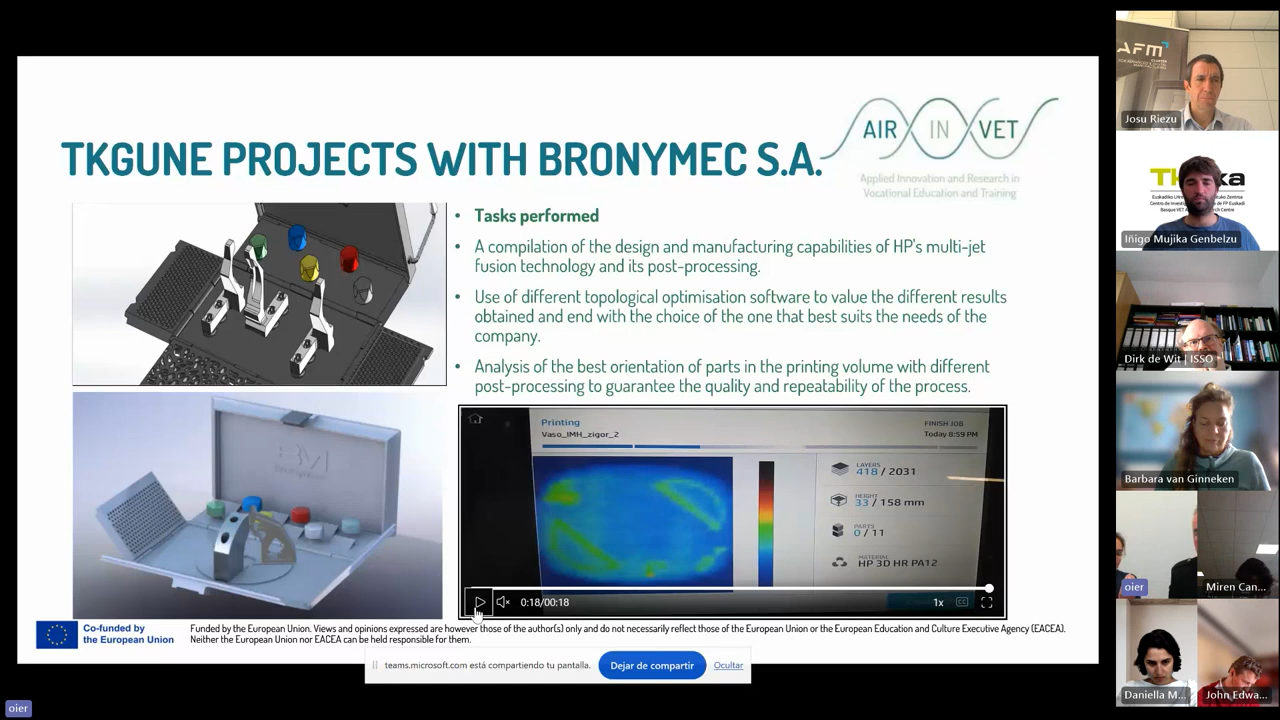 TKGUNE PROJECTS WITH BRONYMEC S.A.
AIR IN VET
Applied Innovation and Research in
Vocational Education and Training
• Tasks performed
• A compilation of the design and manufacturing capabilities of HP's multi-jet
fusion technology and its post-processing.
• Use of different topological optimisation software to value the different results
obtained and end with the choice of the one that best suits the needs of the
company.
• Analysis of the best orientation of parts in the printing volume with different
post-processing to guarantee the quality and repeatability of the process.
Printing
Vaso_IMH_zigor_2
FINISH JOB
Today 8:59 PM
LAYERS
418 / 2031
HEIGHT
33 / 158 mm
PARTS
0 / 11
MATERIAL
HP 3D HR PA12
0:18/00:18
1x
CC
Co-funded by
the European Union
Funded by the European Union. Views and opinions expressed are however those of the author(s) only and do not necessarily reflect those of the European Union or the European Education and Culture Executive Agency (EACEA).
Neither the European Union nor EACEA can be held responsible for them.
teams.microsoft.com está compartiendo tu pantalla.
Dejar de compartir
Ocultar
oier
AFM
CLUSTER
Josu Riezu
Iñigo Mujika Genbelzu
Dirk de Wit | ISSO
Barbara van Ginneken
oier
Miren Can...
Daniella M...
John Edwa...